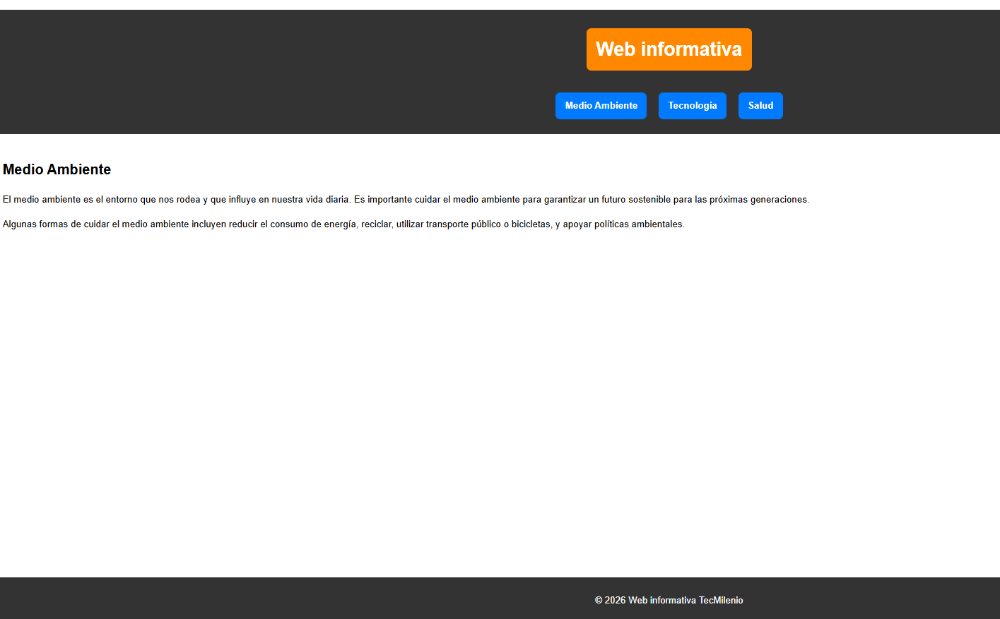 Web informativa
Medio Ambiente Tecnología Salud
Medio Ambiente
El medio ambiente es el entorno que nos rodea y que influye en nuestra vida diaria. Es importante cuidar el medio ambiente para garantizar un futuro sostenible para las próximas generaciones.
Algunas formas de cuidar el medio ambiente incluyen reducir el consumo de energía, reciclar, utilizar transporte público o bicicletas, y apoyar políticas ambientales.
© 2026 Web informativa TecMilenio